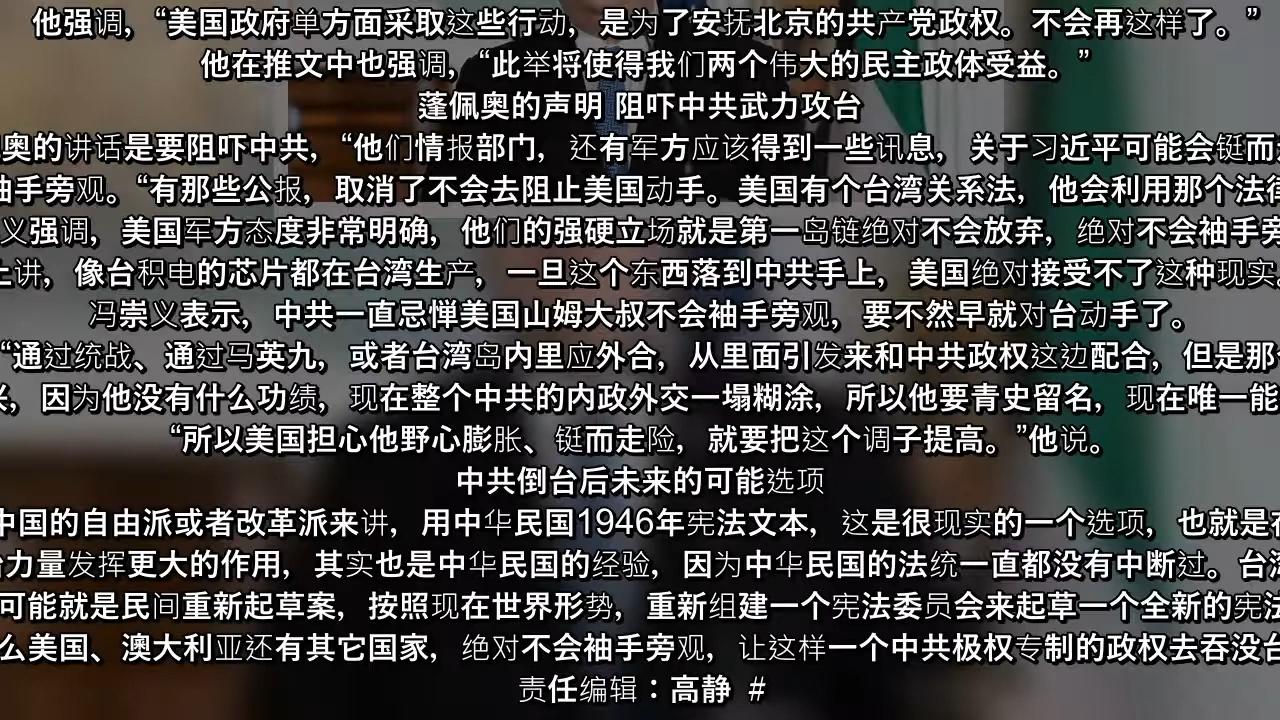 他强调，“美国政府单方面采取这些行动，是为了安抚北京的共产党政权。不会再这样了。”
他在推文中也强调，“此举将使得我们两个伟大的民主政体受益。”
蓬佩奥的声明 阻吓中共武力攻台
奥的讲话是要阻吓中共，“他们情报部门，还有军方应该得到一些讯息，关于习近平可能会铤而
袖手旁观。“有那些公报，取消了不会去阻止美国动手。美国有个台湾关系法，他会利用那个法
义强调，美国军方态度非常明确，他们的强硬立场就是第一岛链绝对不会放弃，绝对不会袖手旁
上讲，像台积电的芯片都在台湾生产，一旦这个东西落到中共手上，美国绝对接受不了这种现实。
冯崇义表示，中共一直忌惮美国山姆大叔不会袖手旁观，要不然早就对台动手了。
“通过统战、通过马英九，或者台湾岛内里应外合，从里面引发来和中共政权这边配合，但是那
，因为他没有什么功绩，现在整个中共的内政外交一塌糊涂，所以他要青史留名，现在唯一能
“所以美国担心他野心膨胀、铤而走险，就要把这个调子提高。”他说。
中共倒台后未来的可能选项
中国的自由派或者改革派来讲，用中华民国1946年宪法文本，这是很现实的一个选项，也就是在
力量发挥更大的作用，其实也是中华民国的经验，因为中华民国的法统一直都没有中断过。台湾
可能就是民间重新起草案，按照现在世界形势，重新组建一个宪法委员会来起草一个全新的宪法
么美国、澳大利亚还有其它国家，绝对不会袖手旁观，让这样一个中共极权专制的政权去吞没台
责任编辑：高静 #